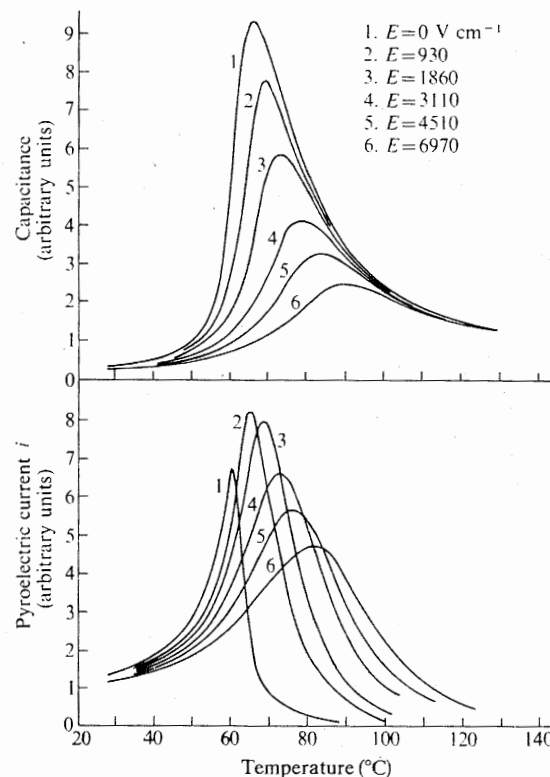 1. E=0 V cm⁻¹
2. E=930
3. E=1860
4. E=3110
5. E=4510
6. E=6970
Capacitance
(arbitrary units)
9
8
7
6
5
4
3
2
1
0
1
2
3
4
5
6
Pyroelectric current i
(arbitrary units)
8
7
6
5
4
3
2
1
0
1
2
3
4
5
6
20 40 60 80 100 120 140
Temperature (°C)